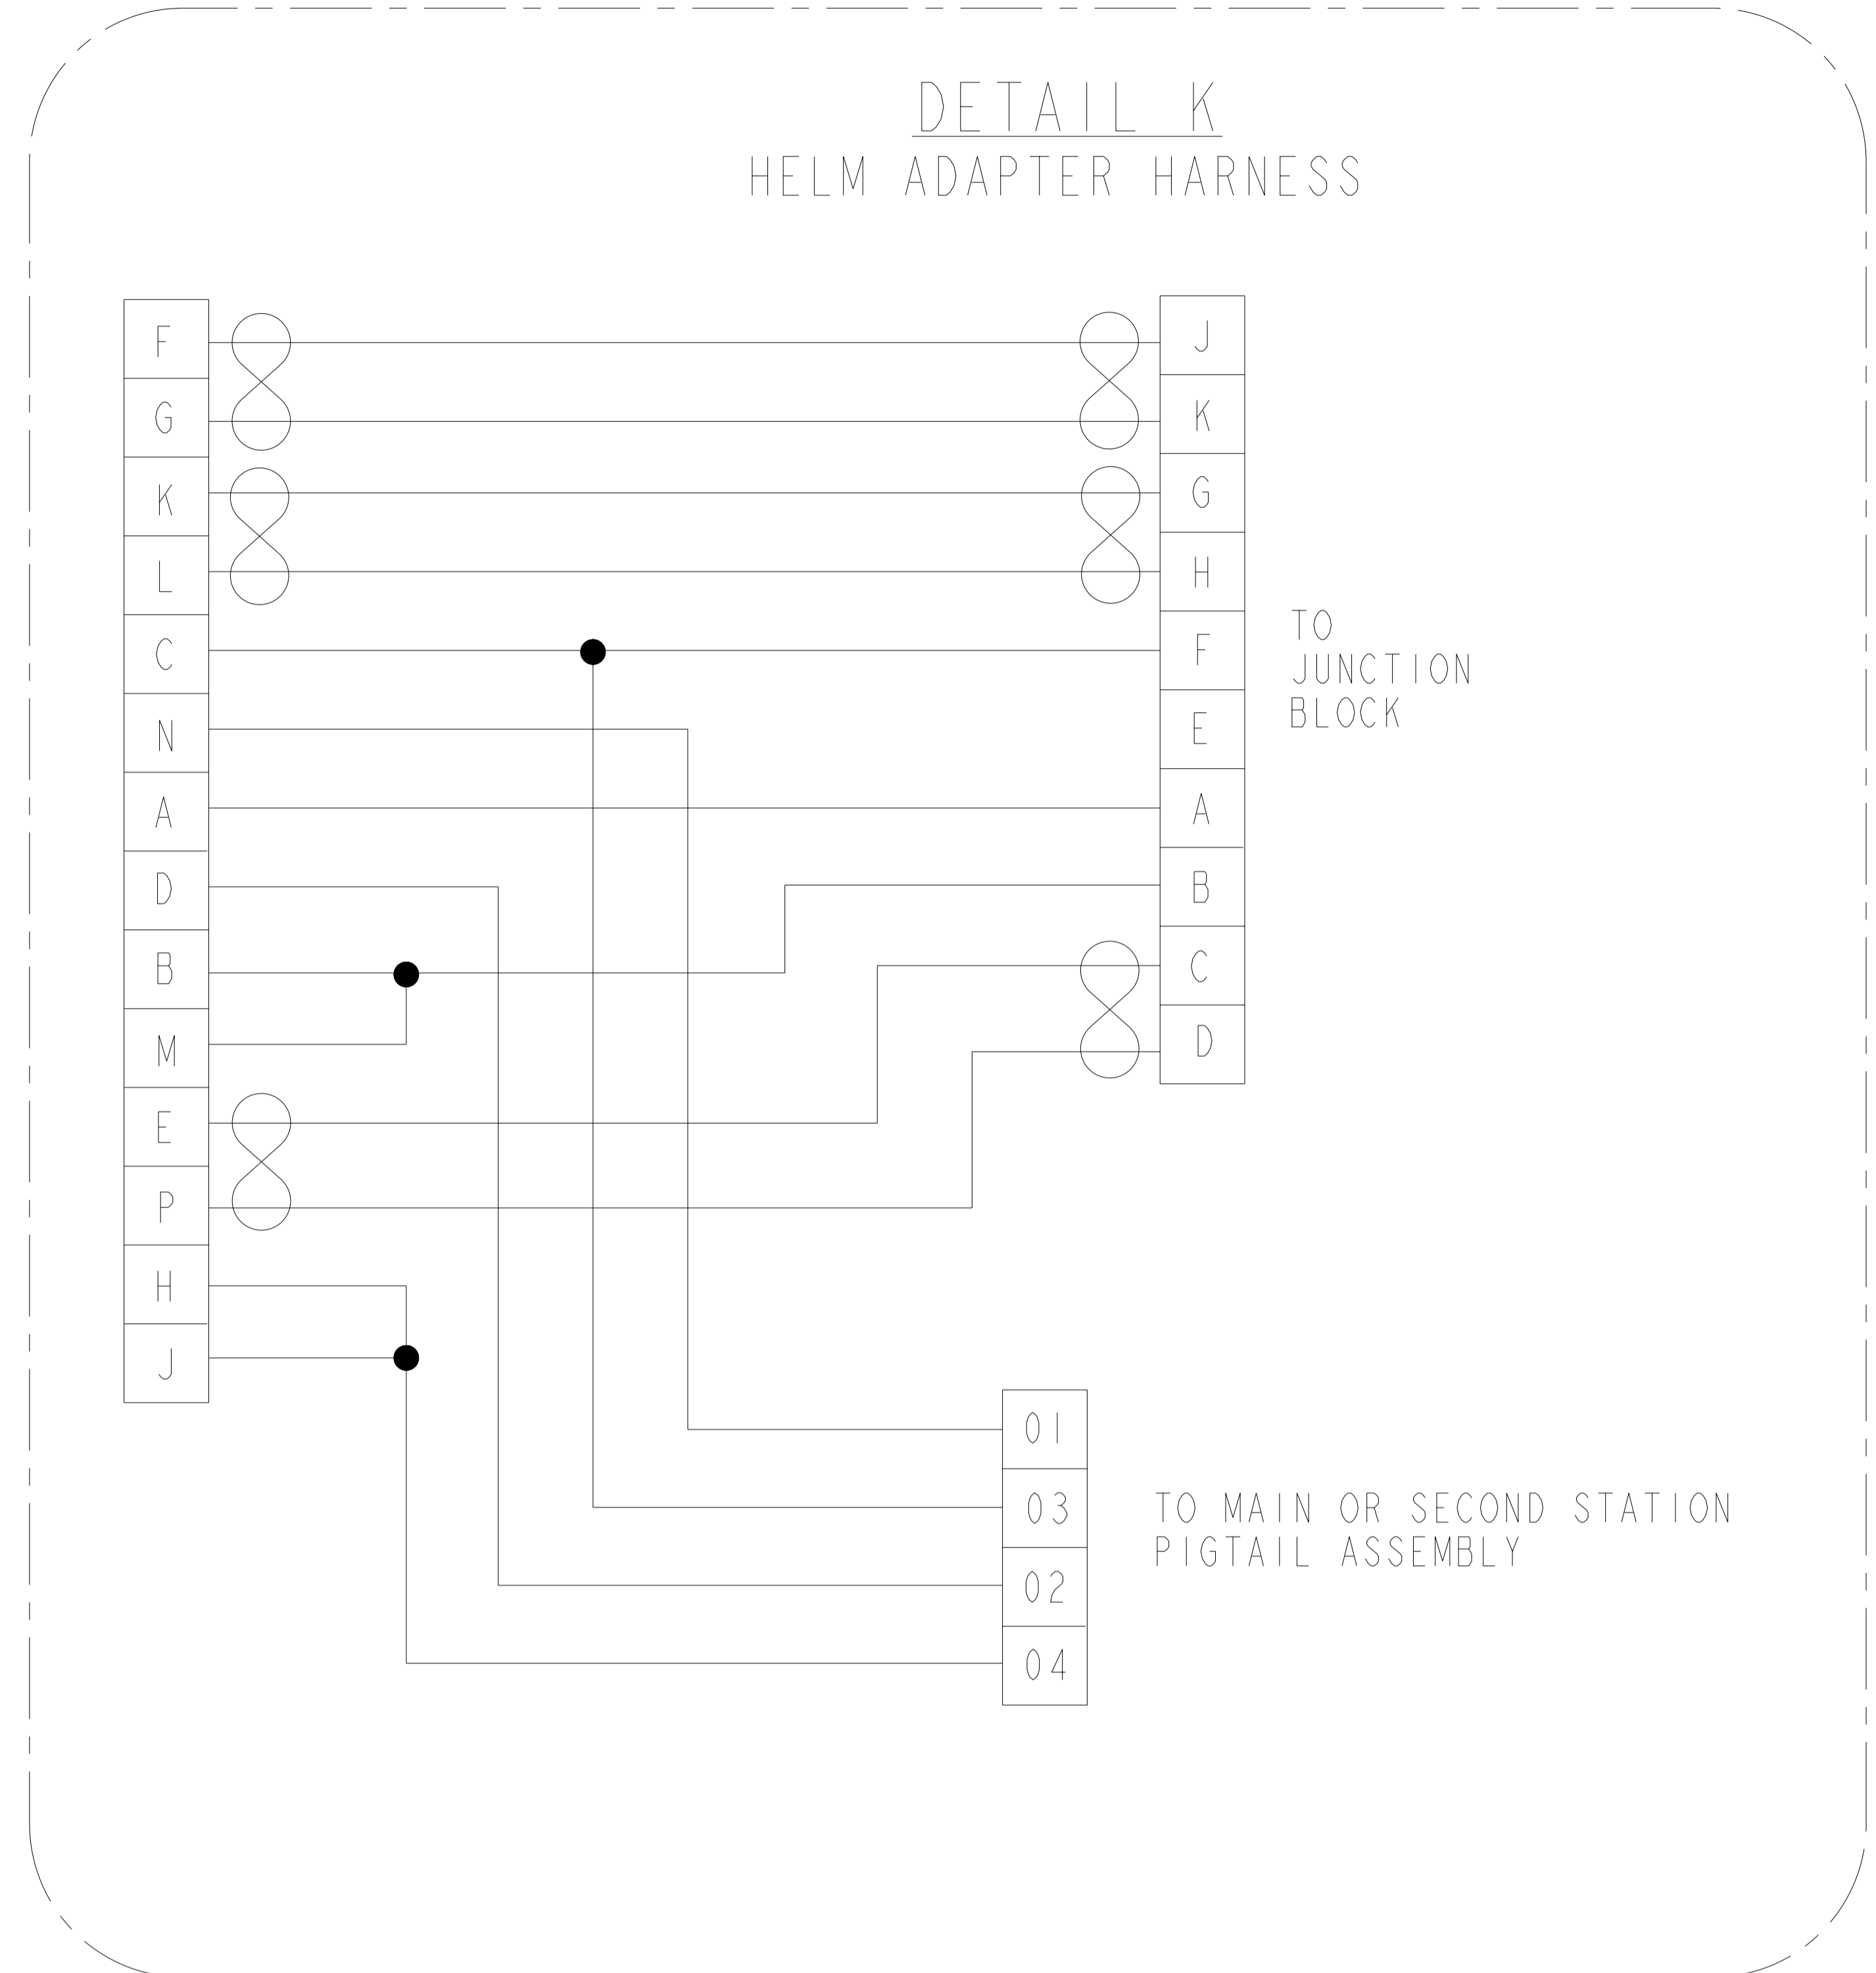 DETAIL K
HELM ADAPTER HARNESS
F
G
K
L
C
N
A
D
B
M
E
P
H
J
J
K
G
H
F
E
A
B
C
D
TO
JUNCTION
BLOCK
01
03
02
04
TO MAIN OR SECOND STATION
PIGTAIL ASSEMBLY